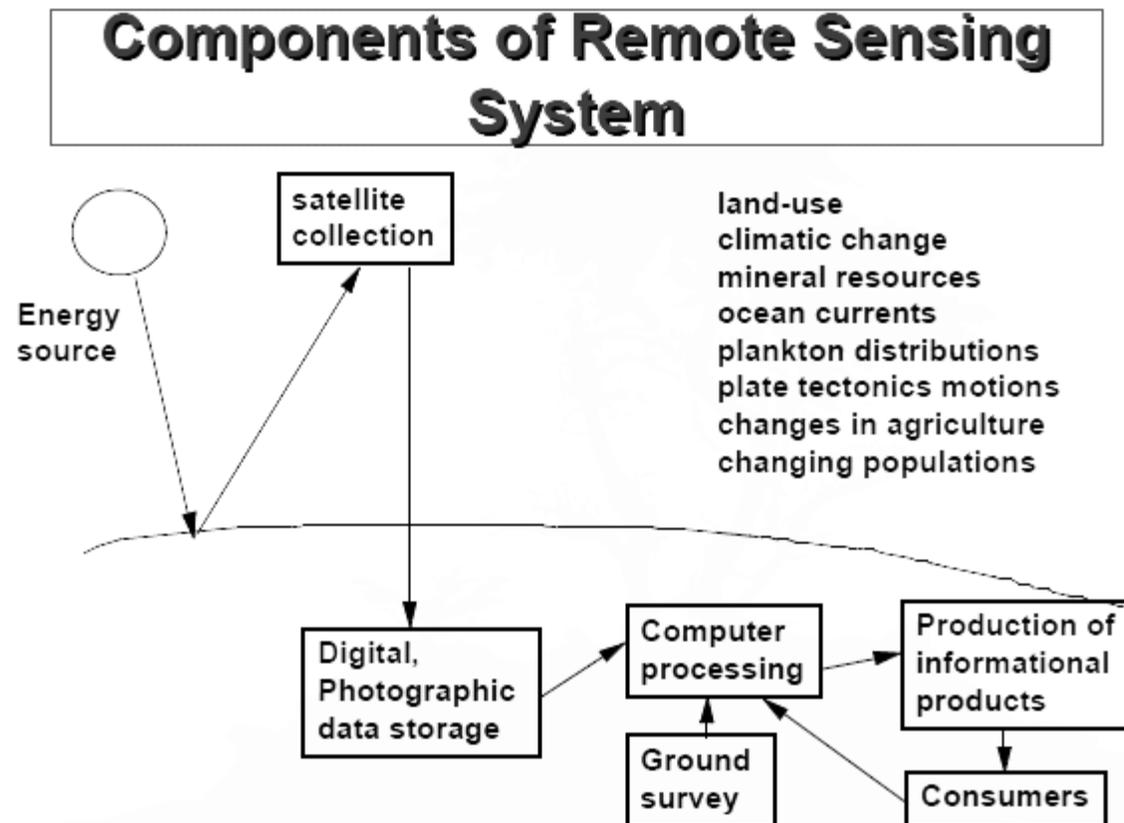 Components of Remote Sensing
System
satellite
collection
land-use
climatic change
mineral resources
ocean currents
plankton distributions
plate tectonics motions
changes in agriculture
changing populations
Energy
source
Digital,
Photographic
data storage
Computer
processing
Production of
informational
products
Ground
survey
Consumers